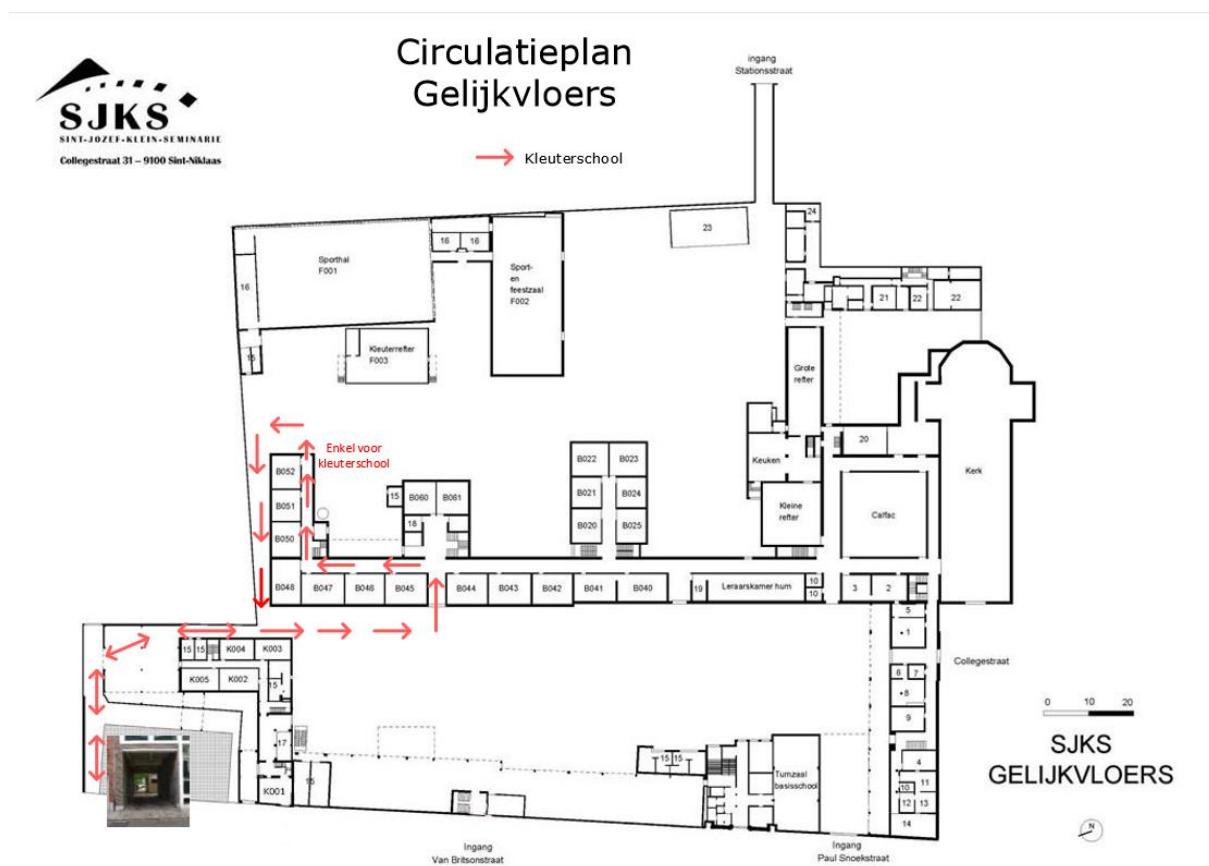 Circulatieplan
Gelijkvloers
SJKS
SINT-JOZEF-KLEIN-SEMINARIE
Collegestraat 31 – 9100 Sint-Niklaas
Kleuterschool
ingang
Stationsstraat
24
23
16 16
Sporthal
F001
Sport-
en
feestzaal
F002
16
21 22 22
Kleuterrefter
F003
15
Grote
refter
Kerk
Enkel voor
kleuterschool
20
Keuken
B022 B023
B052
B021 B024
B051
15 B060 B061
Kleine
refter
Calfac
18
B020 B025
B050
B048 B047 B046 B045 B044 B043 B042 B041 B040 19 Leraarskamer hum 10 3 2
10
5
1
15 15 K004 K003
Collegestraat
K005 K002 15
6 7
8
9
0 10 20
17
SJKS
GELIJKVLOERS
15 15
4
Turnzaal
basisschool
15
K001
10 11
12 13
14
N
Ingang
Van Britsonstraat
Ingang
Paul Snoekstraat